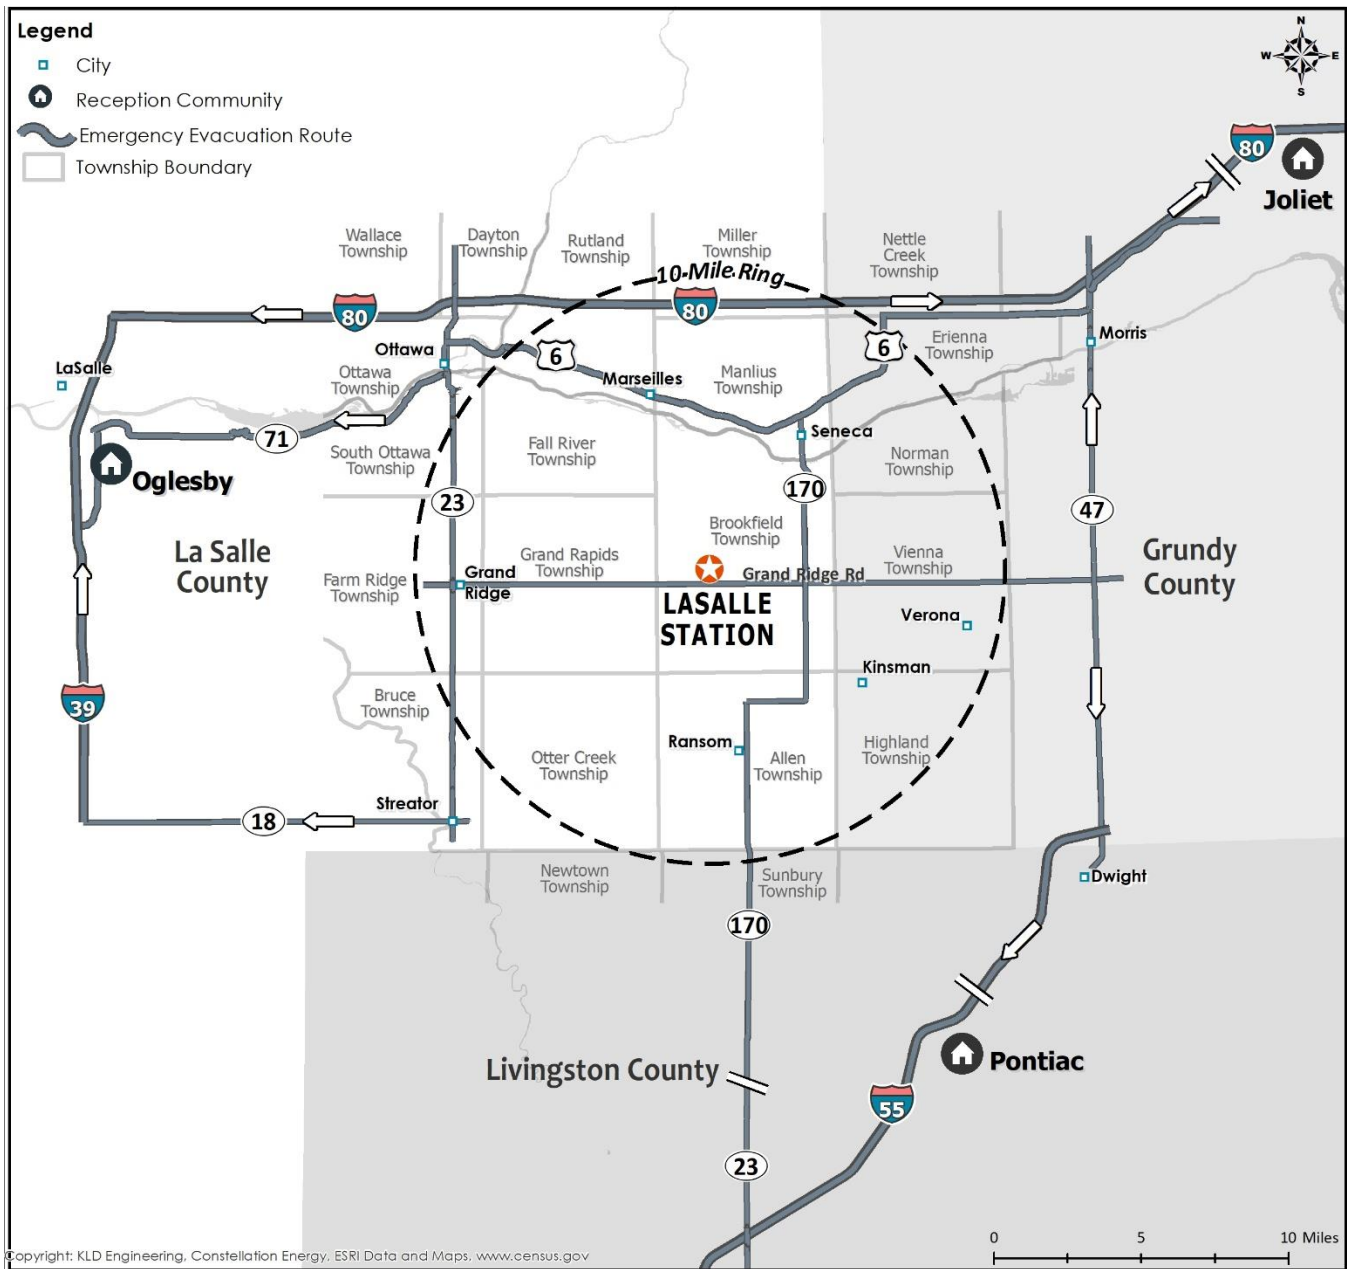 Legend
City
Reception Community
Emergency Evacuation Route
Township Boundary
N
W E
S
80
Joliet
Wallace
Township
Dayton
Township
Rutland
Township
Miller
Township
Nettle
Creek
Township
10-Mile Ring
80
80
LaSalle
Ottawa
6
6
Erienna
Township
Morris
Ottawa
Township
Marseilles
Manlius
Township
71
Seneca
South Ottawa
Township
Fall River
Township
Norman
Township
Oglesby
23
170
47
La Salle
County
Brookfield
Township
Grundy
County
Farm Ridge
Township
Grand
Ridge
Grand Rapids
Township
Grand Ridge Rd
Vienna
Township
LASALLE
STATION
Verona
Kinsman
39
Bruce
Township
Ransom
Otter Creek
Township
Allen
Township
Highland
Township
Streator
18
Newtown
Township
Sunbury
Township
Dwight
170
Livingston County
Pontiac
55
23
0 5 10 Miles
Copyright: KLD Engineering, Constellation Energy, ESRI Data and Maps, www.census.gov